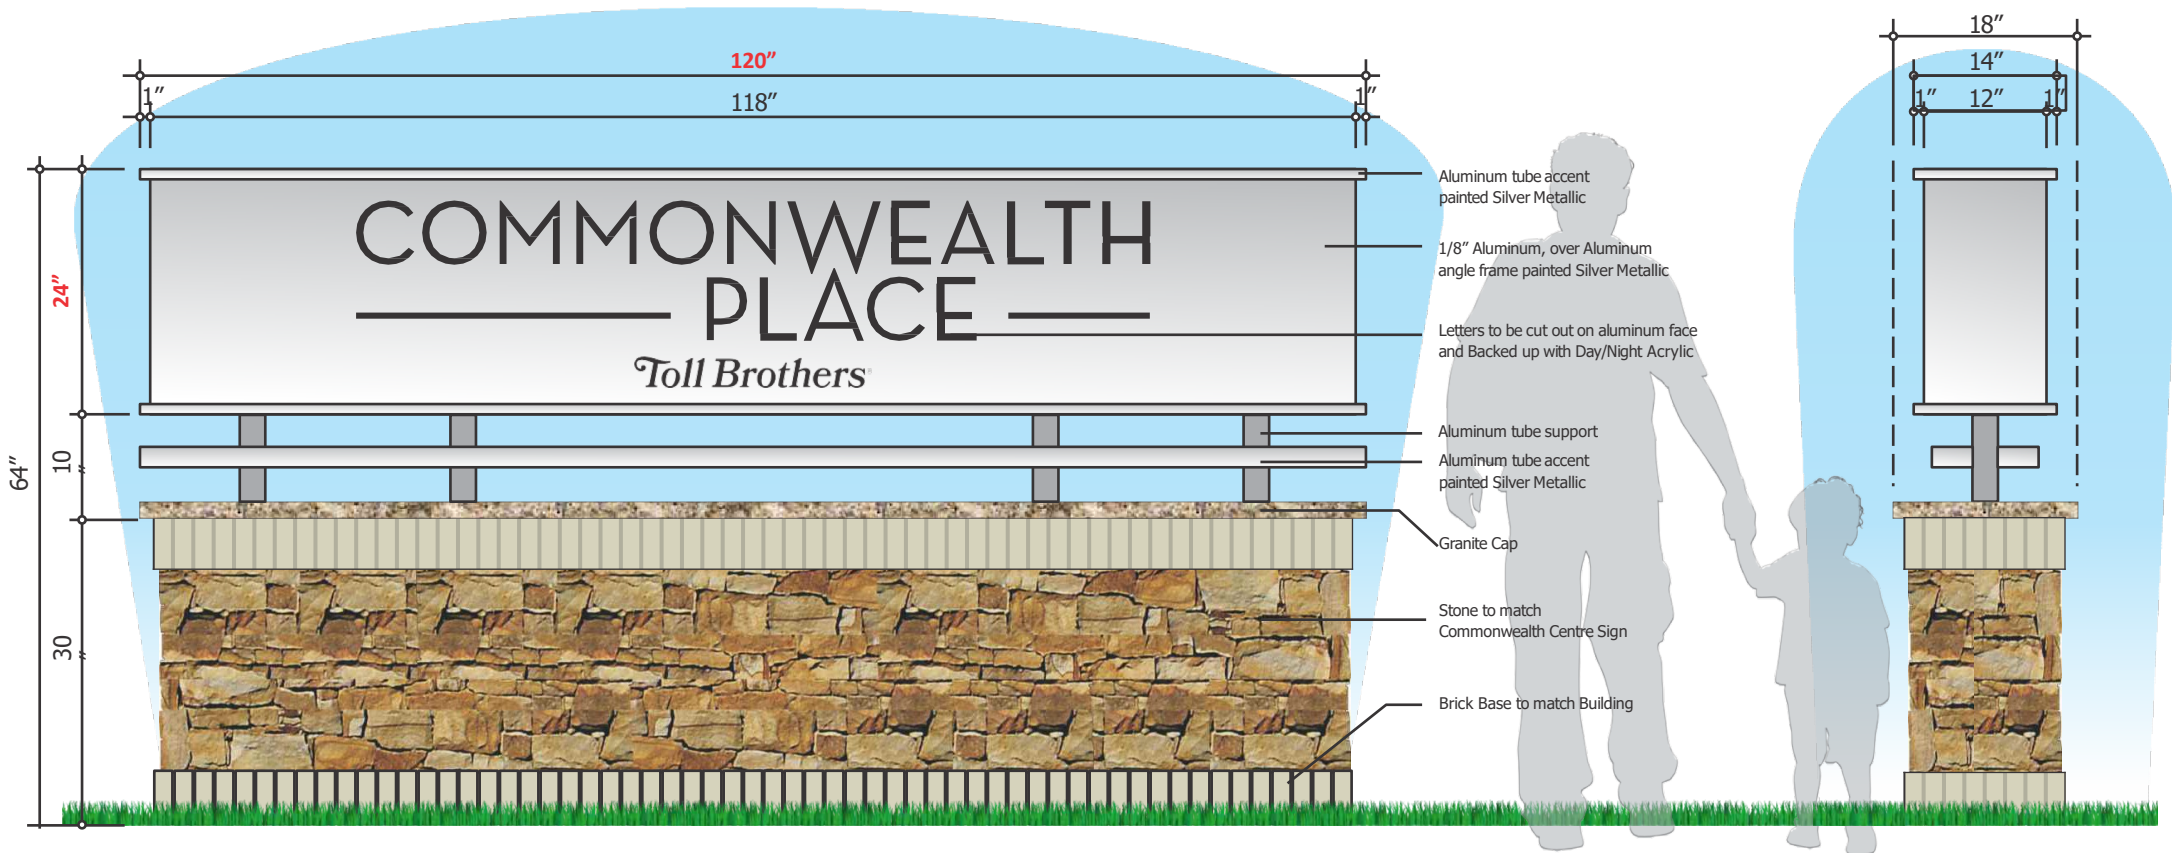 120”
18”
14”
1”
118”
1”
1”
12”
1”
COMMONWEALTH
PLACE
Toll Brothers®
24”
10”
30”
64”
Aluminum tube accent
painted Silver Metallic
1/8” Aluminum, over Aluminum
angle frame painted Silver Metallic
Letters to be cut out on aluminum face
and Backed up with Day/Night Acrylic
Aluminum tube support
Aluminum tube accent
painted Silver Metallic
Granite Cap
Stone to match
Commonwealth Centre Sign
Brick Base to match Building